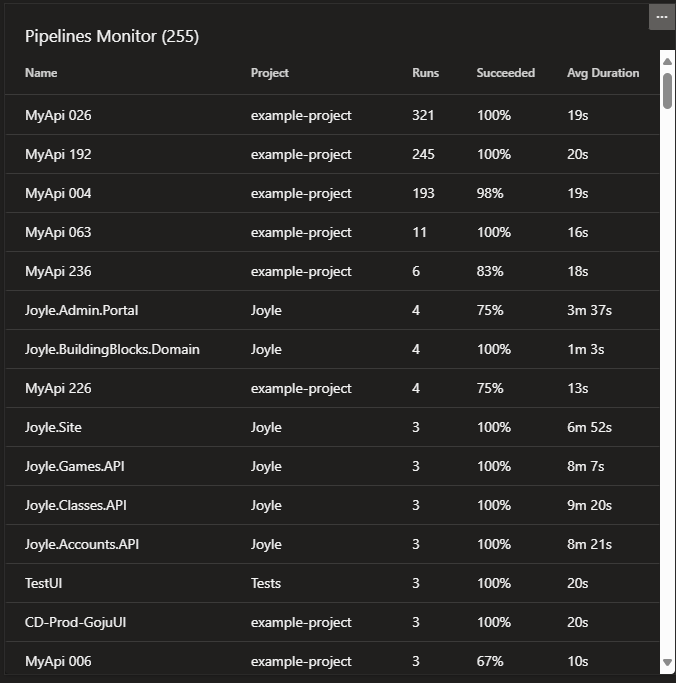 Pipelines Monitor (255)
Name Project Runs Succeeded Avg Duration
MyApi 026 example-project 321 100% 19s
MyApi 192 example-project 245 100% 20s
MyApi 004 example-project 193 98% 19s
MyApi 063 example-project 11 100% 16s
MyApi 236 example-project 6 83% 18s
Joyle.Admin.Portal Joyle 4 75% 3m 37s
Joyle.BuildingBlocks.Domain Joyle 4 100% 1m 3s
MyApi 226 example-project 4 75% 13s
Joyle.Site Joyle 3 100% 6m 52s
Joyle.Games.API Joyle 3 100% 8m 7s
Joyle.Classes.API Joyle 3 100% 9m 20s
Joyle.Accounts.API Joyle 3 100% 8m 21s
TestUI Tests 3 100% 20s
CD-Prod-GojuUI example-project 3 100% 20s
MyApi 006 example-project 3 67% 10s